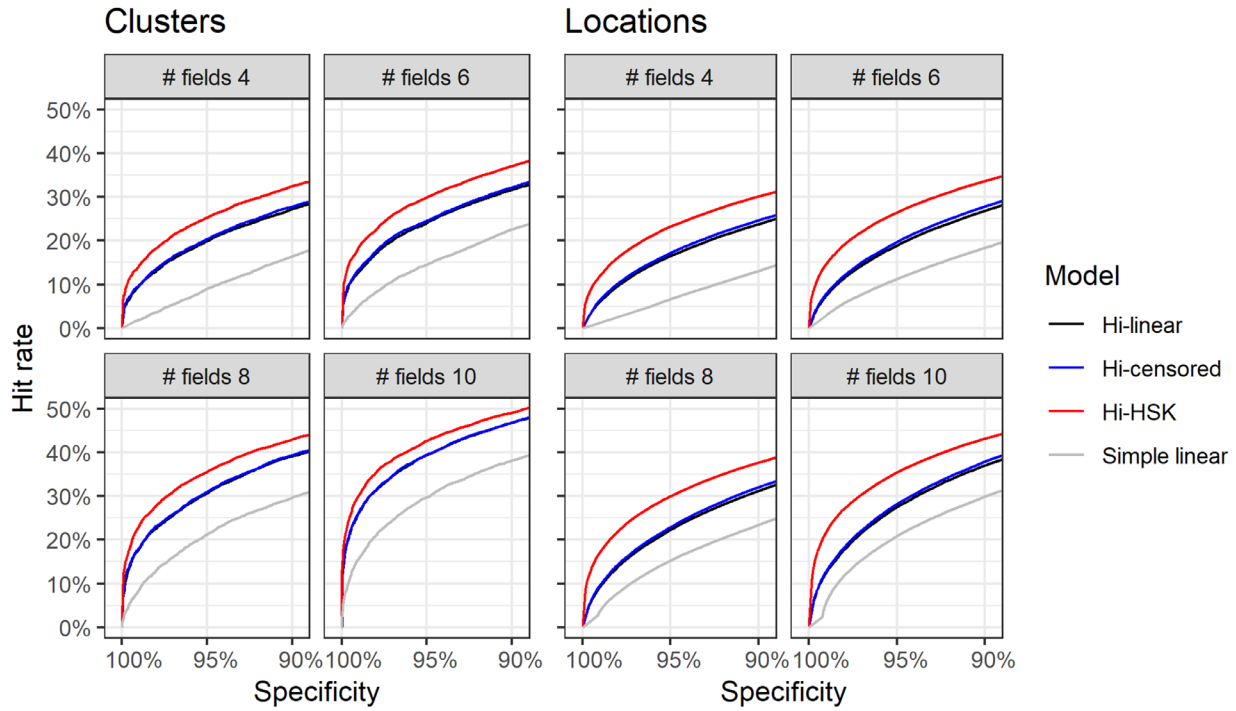 Clusters
Locations
# fields 4
# fields 6
# fields 4
# fields 6
50%
40%
30%
20%
10%
0%
# fields 8
# fields 10
# fields 8
# fields 10
50%
40%
30%
20%
10%
0%
Hit rate
100% 95% 90%
100% 95% 90%
100% 95% 90%
100% 95% 90%
Specificity
Specificity
Model
Hi-linear
Hi-censored
Hi-HSK
Simple linear